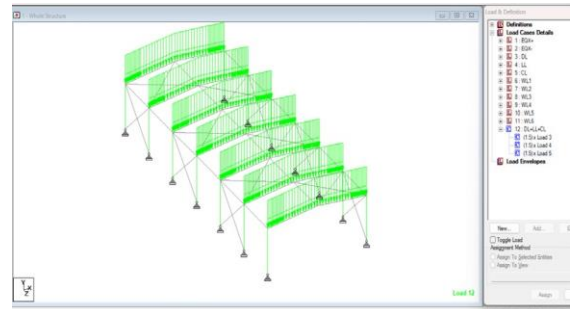 1 - Whole Structure
Load & Definition
Definitions
Load Cases Details
1 : EQX+
2 : EQX-
3 : DL
4 : LL
5 : CL
6 : WL1
7 : WL2
8 : WL3
9 : WL4
10 : WL5
11 : WL6
12 : DL+LL+CL
(1.5) x Load 3
(1.5) x Load 4
(1.5) x Load 5
Load Envelopes
New...
Add...
Toggle Load
Assignment Method
Assign To Selected Entities
Assign To View
Assign
Y
X
Z
Load 12